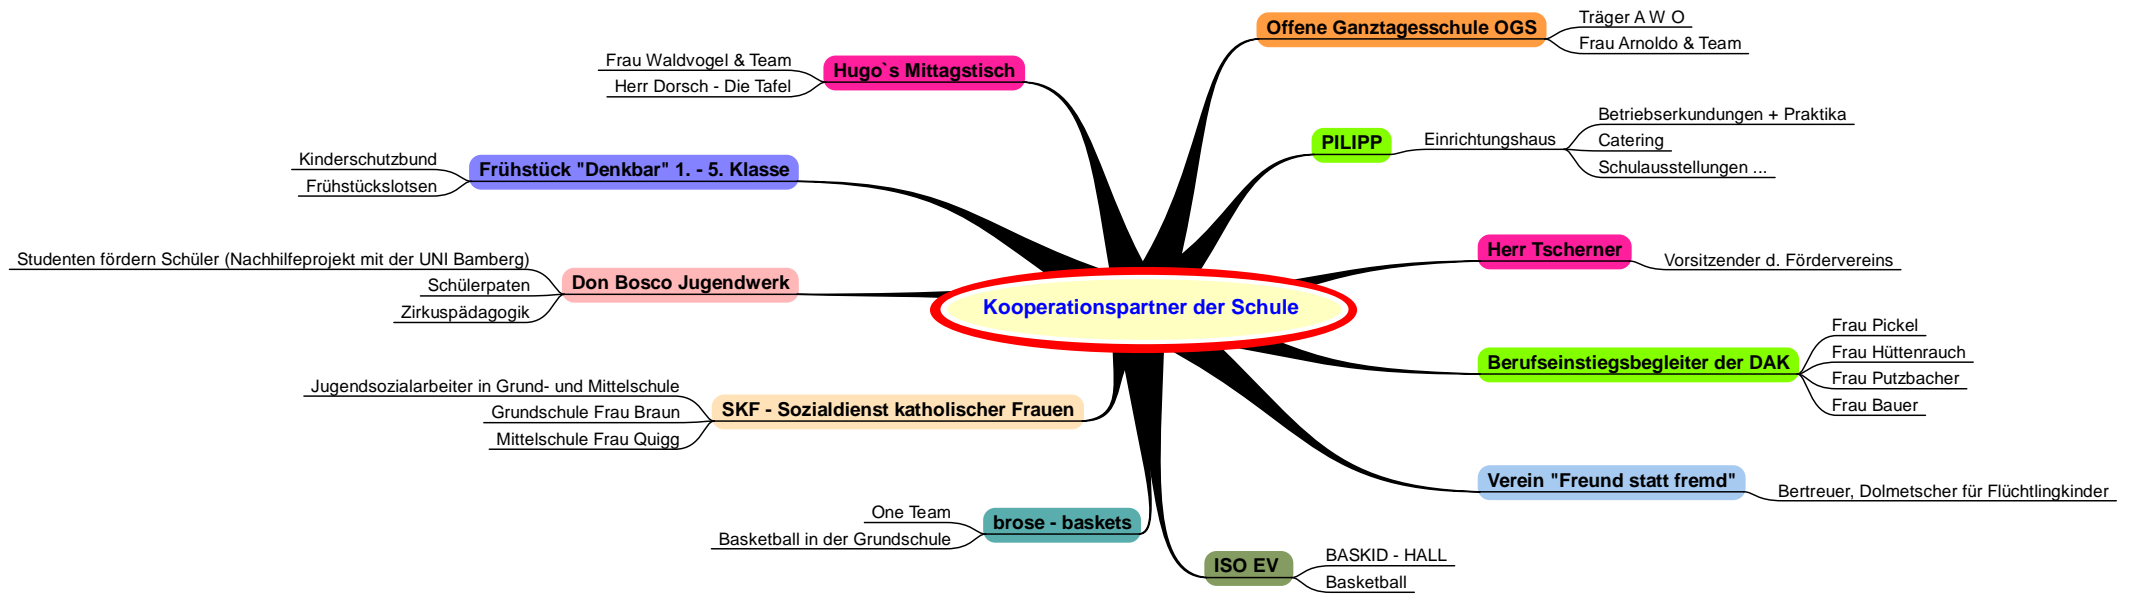 Kooperationspartner der Schule
Offene Ganztagesschule OGS
Träger A W O
Frau Arnoldo & Team
PILIPP
Einrichtungshaus
Betriebserkundungen + Praktika
Catering
Schulausstellungen ...
Herr Tscherner
Vorsitzender d. Fördervereins
Berufseinstiegsbegleiter der DAK
Frau Pickel
Frau Hüttenrauch
Frau Putzbacher
Frau Bauer
Verein "Freund statt fremd"
Bertreuer, Dolmetscher für Flüchtlingkinder
ISO EV
BASKID - HALL
Basketball
Hugo`s Mittagstisch
Frau Waldvogel & Team
Herr Dorsch - Die Tafel
Frühstück "Denkbar" 1. - 5. Klasse
Kinderschutzbund
Frühstückslotsen
Don Bosco Jugendwerk
Studenten fördern Schüler (Nachhilfeprojekt mit der UNI Bamberg)
Schülerpaten
Zirkuspädagogik
SKF - Sozialdienst katholischer Frauen
Jugendsozialarbeiter in Grund- und Mittelschule
Grundschule Frau Braun
Mittelschule Frau Quigg
brose - baskets
One Team
Basketball in der Grundschule